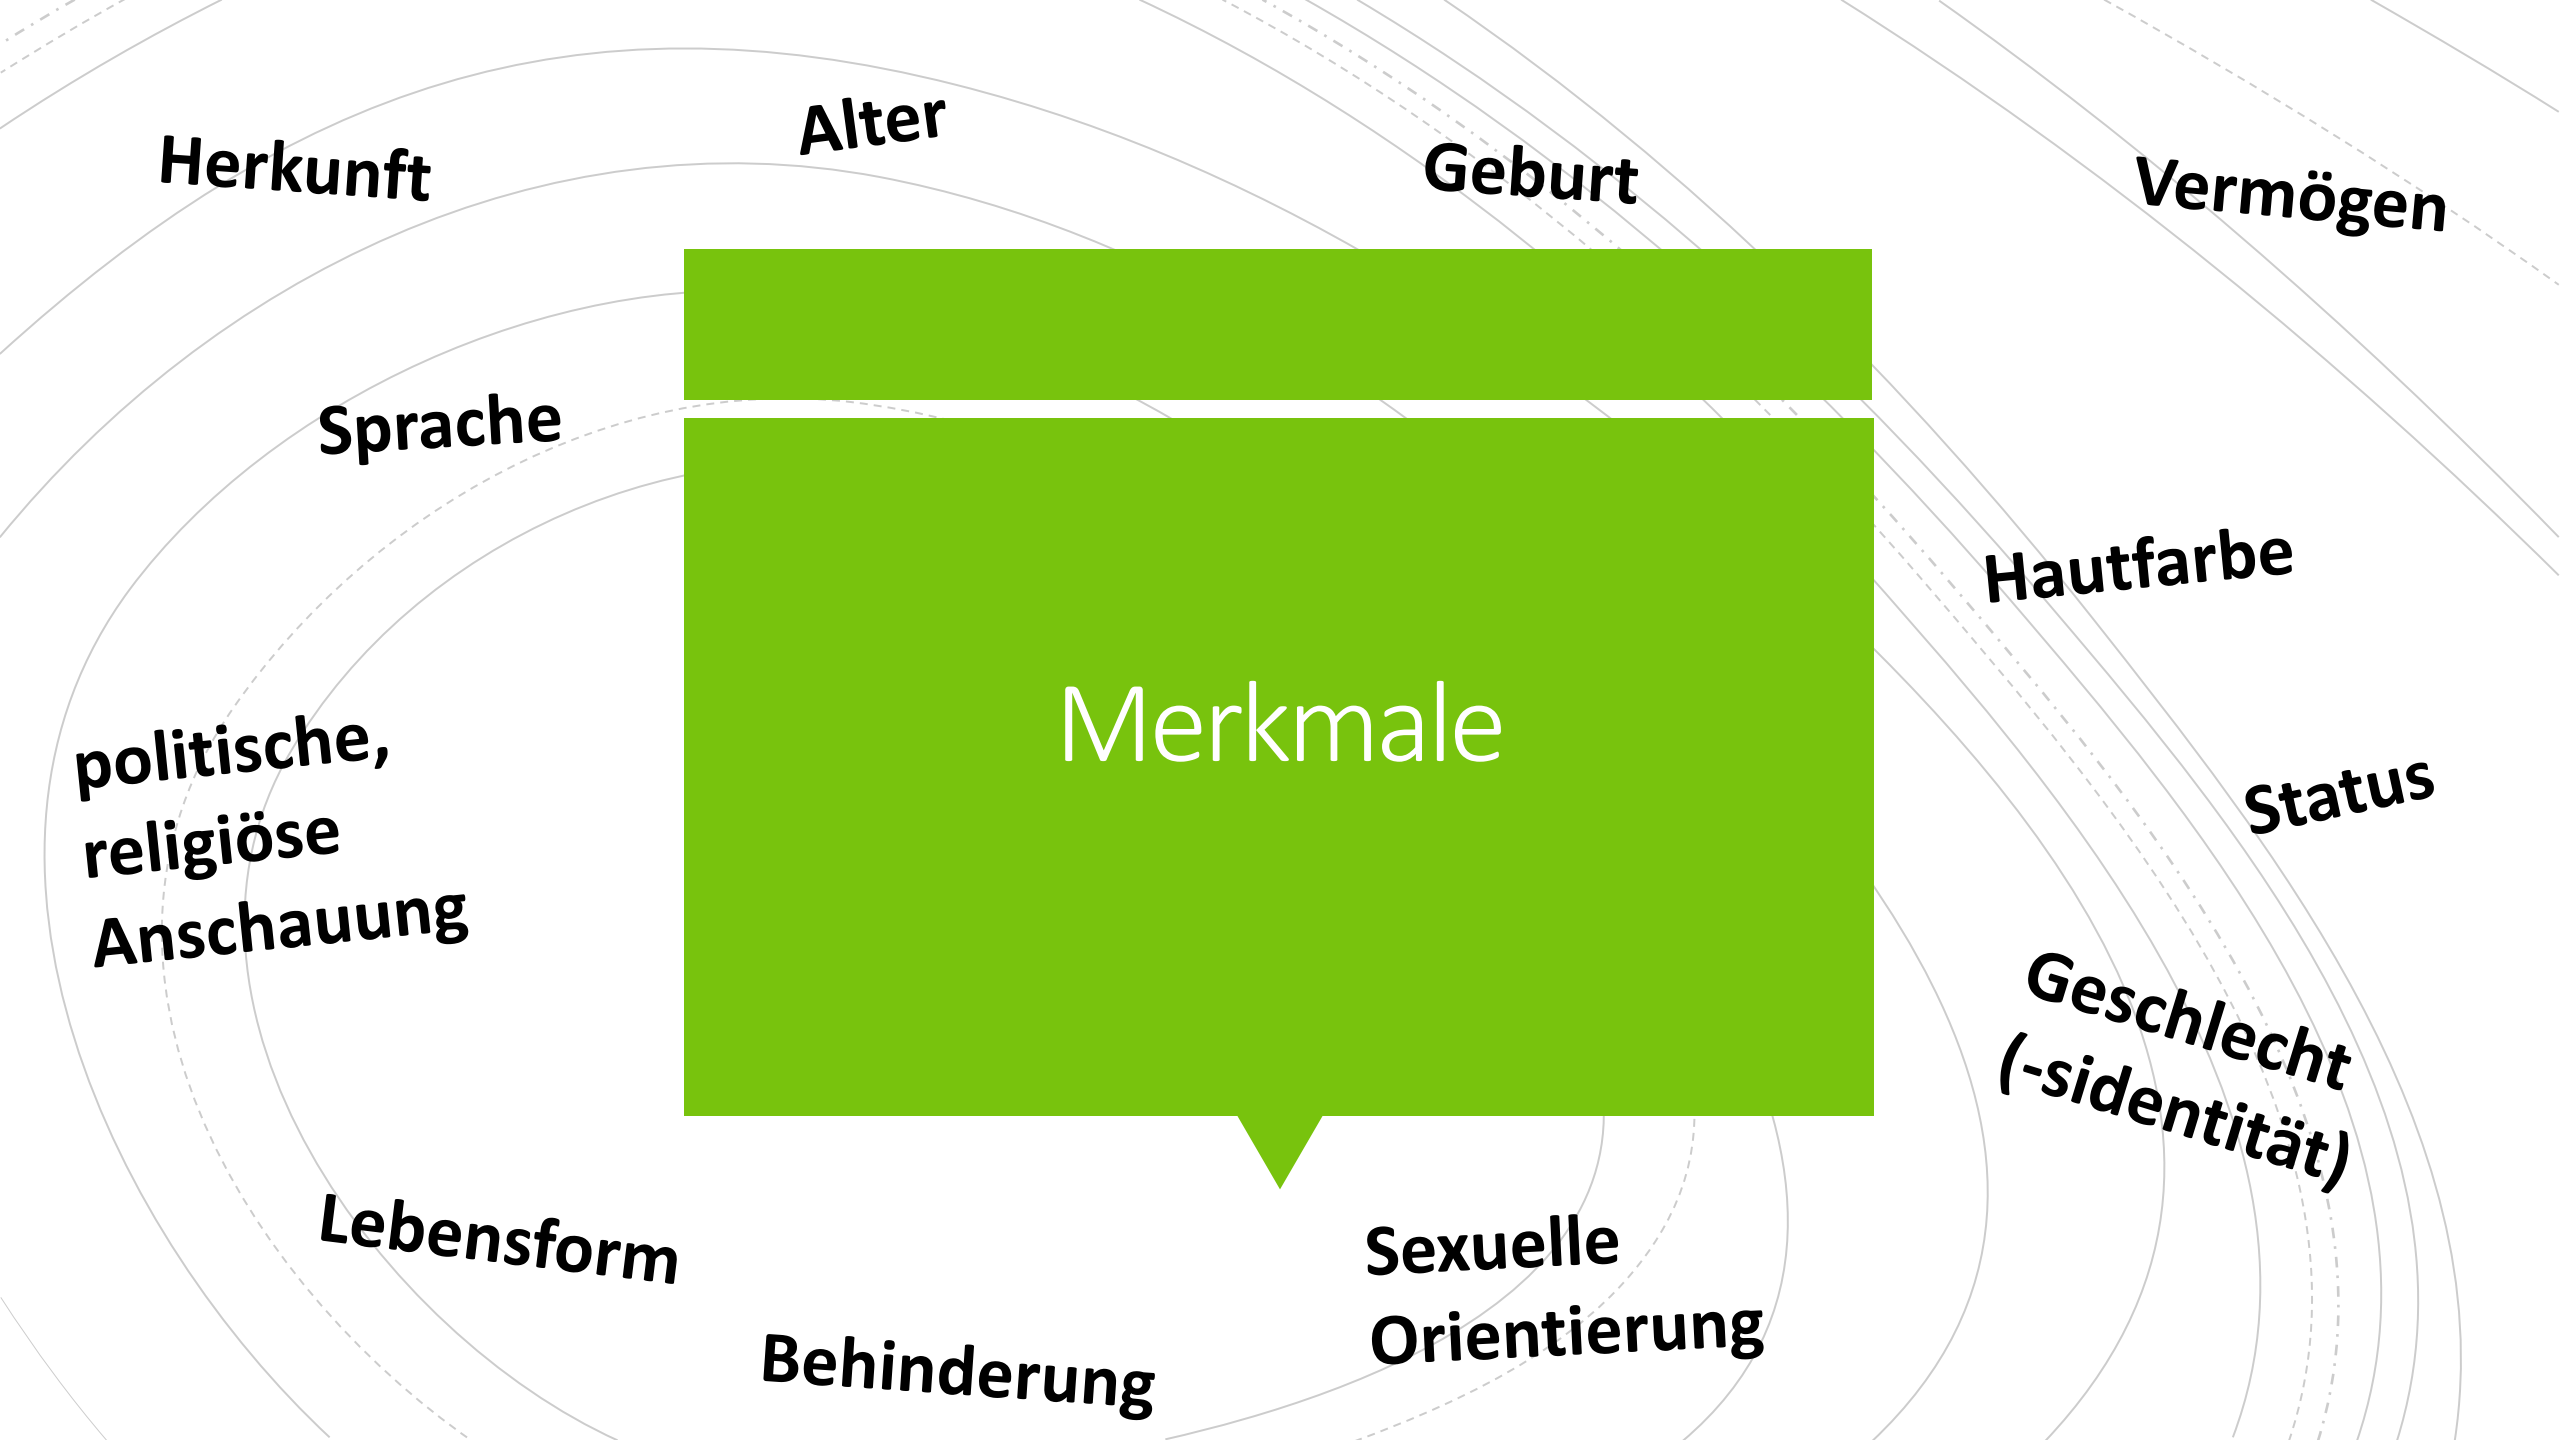 Herkunft
Alter
Geburt
Vermögen
Sprache
Hautfarbe
Merkmale
politische,
religiöse
Anschauung
Status
Geschlecht
(-sidentität)
Lebensform
Sexuelle
Orientierung
Behinderung